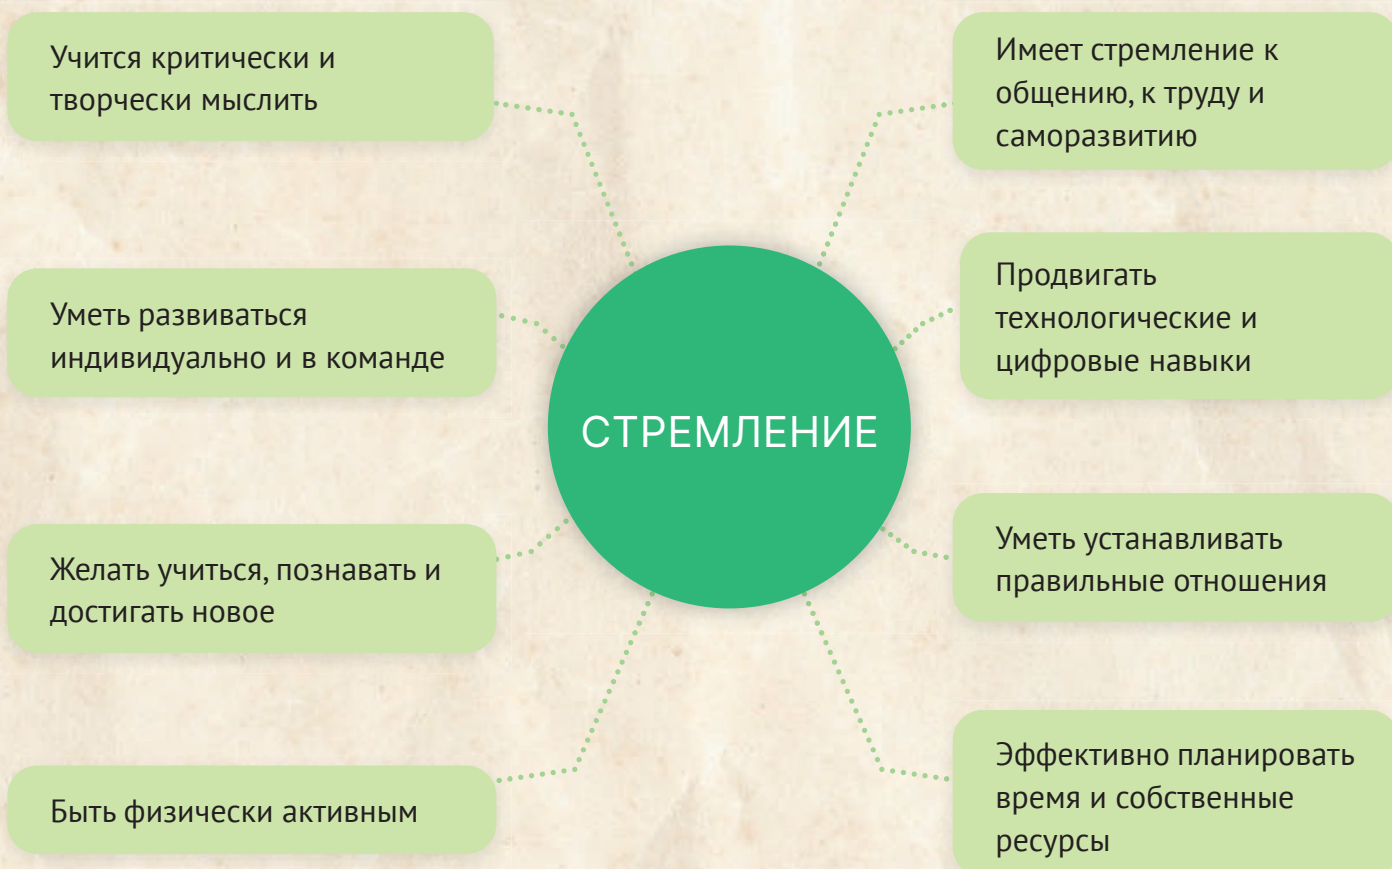 Учится критически и
творчески мыслить
Имеет стремление к
общению, к труду и
саморазвитию
Уметь развиваться
индивидуально и в команде
Продвигать
технологические и
цифровые навыки
СТРЕМЛЕНИЕ
Желать учиться, познавать и
достигать новое
Уметь устанавливать
правильные отношения
Быть физически активным
Эффективно планировать
время и собственные
ресурсы